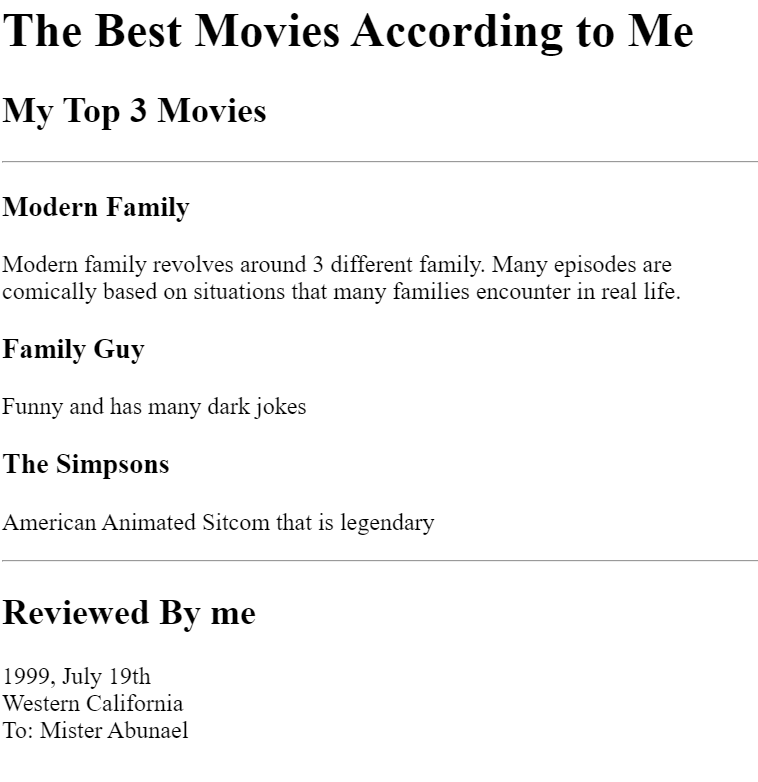 The Best Movies According to Me
My Top 3 Movies
Modern Family
Modern family revolves around 3 different family. Many episodes are
comically based on situations that many families encounter in real life.
Family Guy
Funny and has many dark jokes
The Simpsons
American Animated Sitcom that is legendary
Reviewed By me
1999, July 19th
Western California
To: Mister Abunael